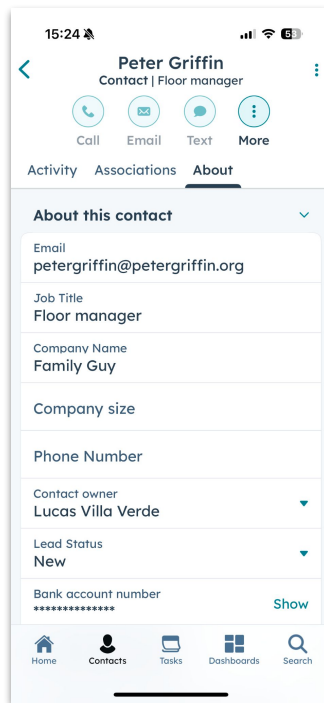 15:24
53
Peter Griffin
Contact | Floor manager
Call Email Text More
Activity Associations About
About this contact
Email
petergriffin@petergriffin.org
Job Title
Floor manager
Company Name
Family Guy
Company size
Phone Number
Contact owner
Lucas Villa Verde
Lead Status
New
Bank account number
**************
Show
Home Contacts Tasks Dashboards Search